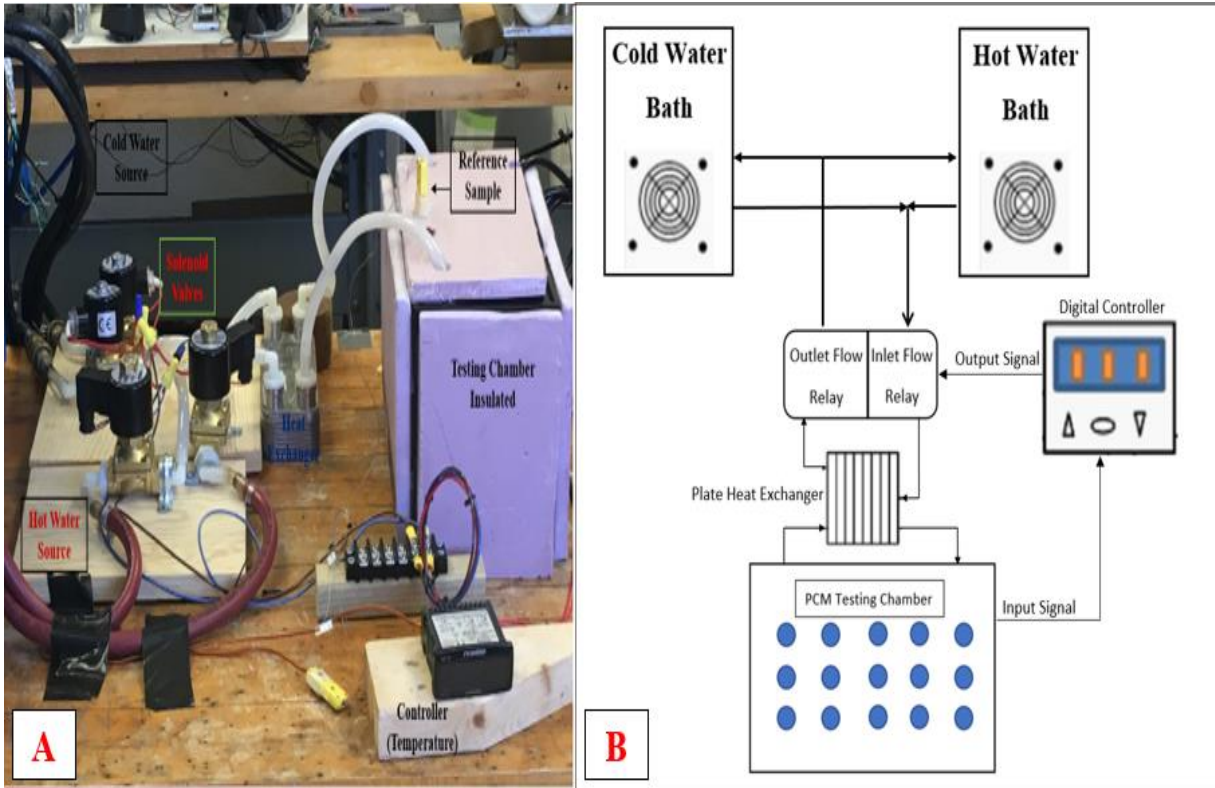 Cold Water
Source
Reference
Sample
Solenoid
Valves
CE
Testing Chamber
Insulated
Heat
Exchanger
Hot Water
Source
Controller
(Temperature)
A
Cold Water
Bath
Hot Water
Bath
Digital Controller
Outlet Flow
Relay
Inlet Flow
Relay
Output Signal
Plate Heat Exchanger
PCM Testing Chamber
Input Signal
B